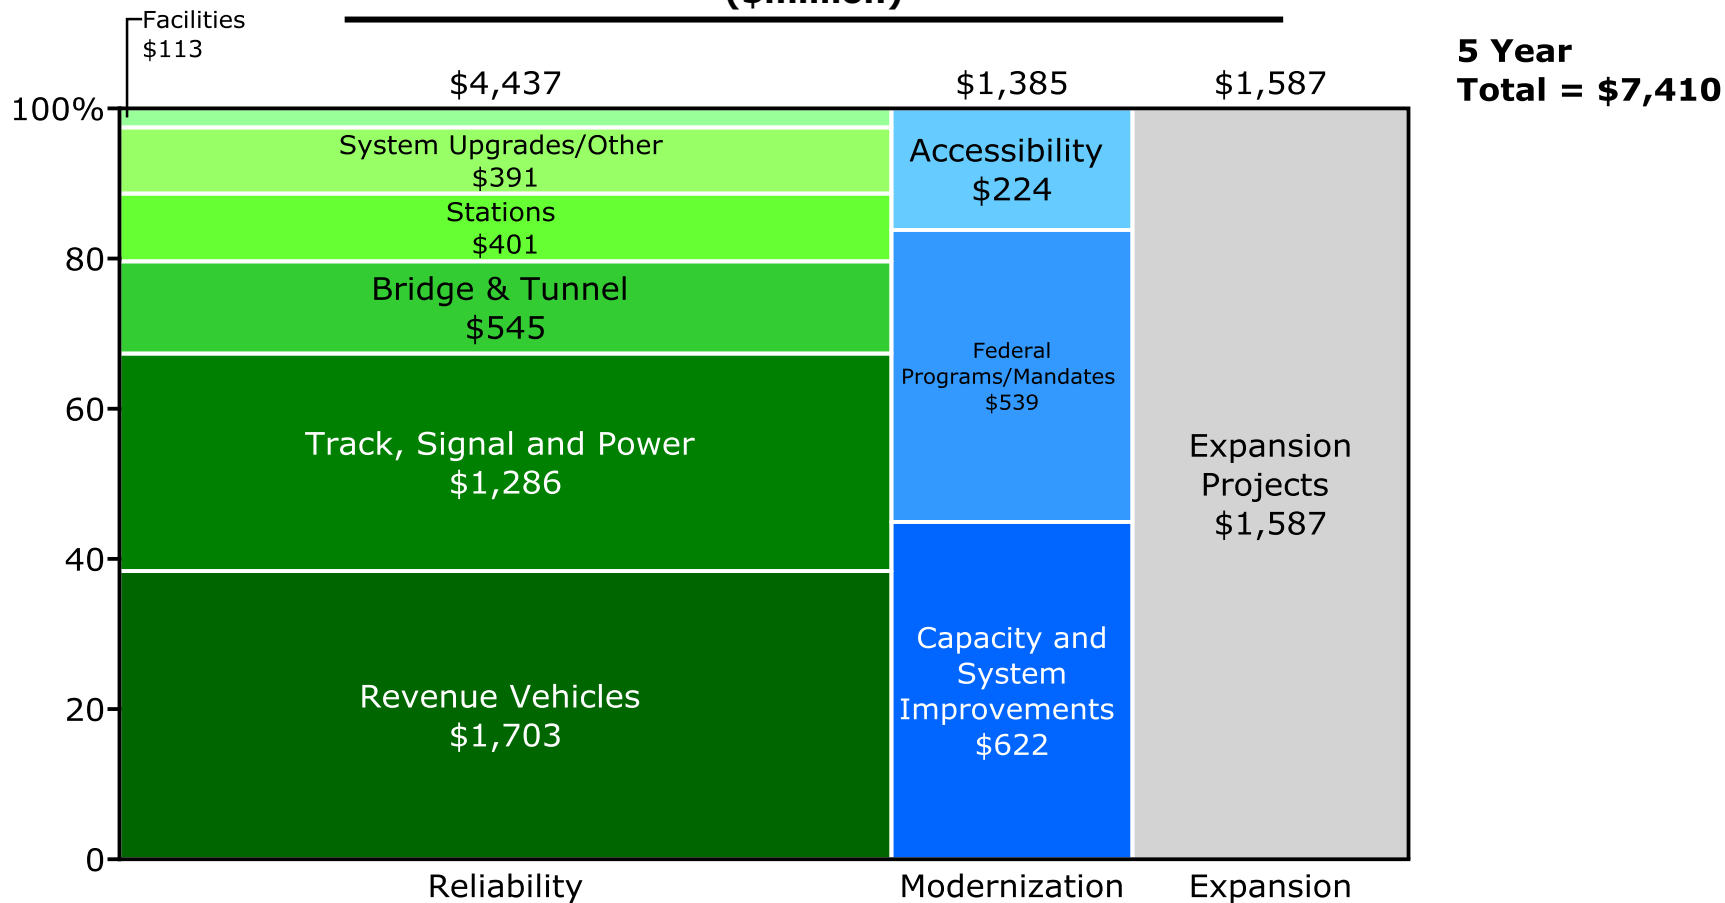 ($million)
Facilities
$113
5 Year
Total = $7,410
$4,437
$1,385
$1,587
100%
80
60
40
20
0
System Upgrades/Other
$391
Stations
$401
Bridge & Tunnel
$545
Track, Signal and Power
$1,286
Revenue Vehicles
$1,703
Accessibility
$224
Federal
Programs/Mandates
$539
Capacity and
System
Improvements
$622
Expansion
Projects
$1,587
Reliability
Modernization
Expansion